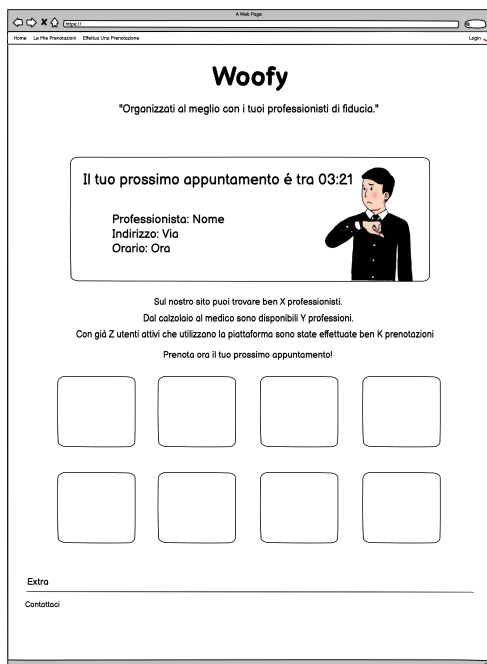 A Web Page
https://
Home Le Mie Prenotazioni Effettua Una Prenotazione Login
Woofy
"Organizzati al meglio con i tuoi professionisti di fiducia."
Il tuo prossimo appuntamento é tra 03:21
Professionista: Nome
Indirizzo: Via
Orario: Ora
Sul nostro sito puoi trovare ben X professionisti.
Dal calzolaio al medico sono disponibili Y professioni.
Con già Z utenti attivi che utilizzano la piattaforma sono state effettuate ben K prenotazioni
Prenota ora il tuo prossimo appuntamento!
Extra
Contattaci